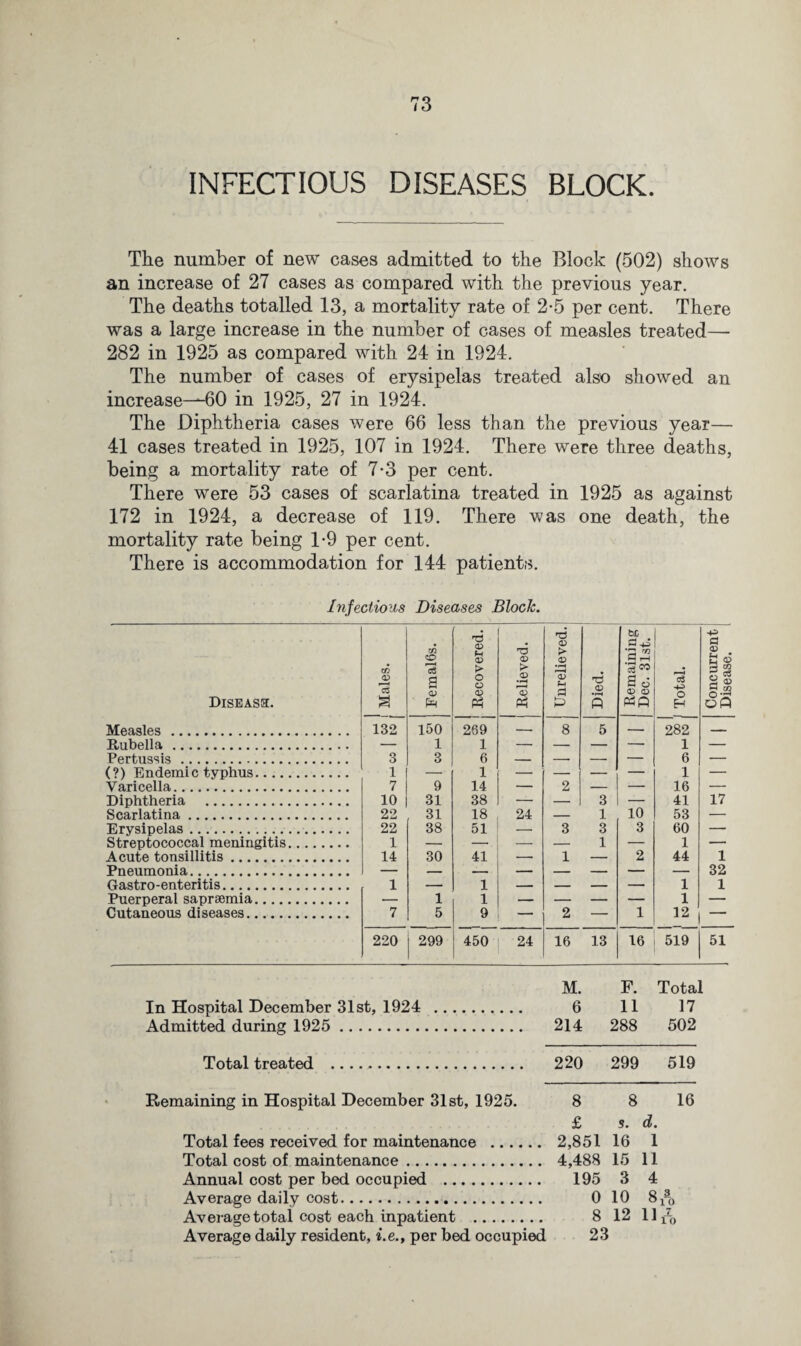 73
INFECTIOUS DISEASES BLOCK.
The number of new cases admitted to the Block (502) shows
an increase of 27 cases as compared with the previous year.
The deaths totalled 13, a mortality rate of 2·5 per cent. There
was a large increase in the number of cases of measles treated—
282 in 1925 as compared with 24 in 1924.
The number of cases of erysipelas treated also showed an
increase—60 in 1925, 27 in 1924.
The Diphtheria cases were 66 less than the previous year—
41 cases treated in 1925, 107 in 1924. There were three deaths,
being a mortality rate of 7·3 per cent.
There were 53 cases of scarlatina treated in 1925 as against
172 in 1924, a decrease of 119. There was one death, the
mortality rate being 1·9 per cent.
There is accommodation for 144 patients.
Infectious Diseases Block.
Disease. Males. Females. Recovered. Relieved. Unrelieved. Died. Remaining Dec. 31st. Total. Concurrent Disease.
Measles .......... 132 150 269 — 8 5 — 282 —
Rubella .......... — 1 1 — — — — 1 —
Pertussis .......... 3 3 6 — — — — 6 —
(?) Endemic typhus.......... 1 — 1 — — — — 1 —
Varicella.......... 7 9 14 — 2 — — 16 —
Diphtheria .......... 10 31 38 — — 3 — 41 17
Scarlatina.......... 22 31 18 24 — 1 10 53 —
Erysipelas.......... 22 38 51 — 3 3 3 60 —
Streptococcal meningitis........ 1 — — — — 1 — 1 —
Acute tonsillitis.......... 14 30 41 — 1 — 2 44 1
Pneumonia.......... — — — — — — — — 32
Gastro-enteritis.......... 1 — 1 — — — — 1 1
Puerperal sapræmia.......... — 1 1 — — — — 1 —
Cutaneous diseases.......... 7 5 9 — 2 — 1 12 —
220 299 450 24 16 13 16 519 51
M. F. Total
In Hospital December 31st, 1924 .......... 6 11 17
Admitted during 1925 .......... 214 288 502
Total treated .......... 220 299 519
Remaining in Hospital December 31st, 1925. 8 8 16
£ s. d.
Total fees received for maintenance ...... 2,851 16 1
Total cost of maintenance .......... 4,488 15 11
Annual cost per bed occupied .......... 195 3 4
Average daily cost.......... 0 10 8 3/10
Average total cost each inpatient ........ 8 12 11 7/10
Average daily resident, i.e., per bed occupied 23